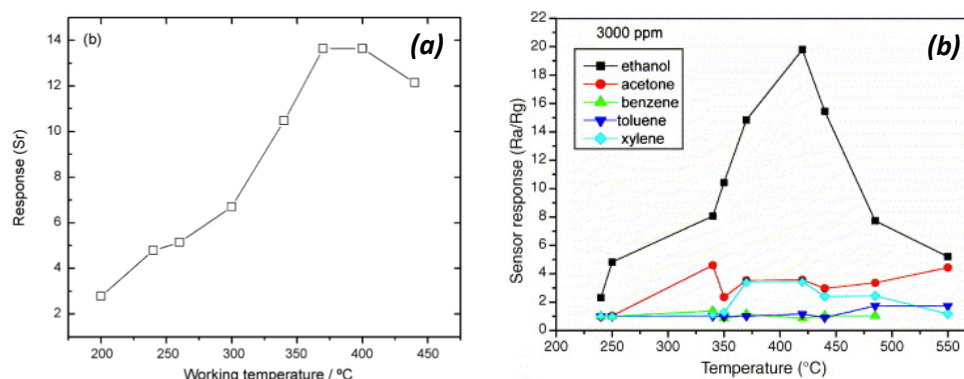 (b)
(a)
14
12
10
8
6
4
2
Response (Sr)
200 250 300 350 400 450
Working temperature / ºC
(b)
3000 ppm
ethanol
acetone
benzene
toluene
xylene
22
20
18
16
14
12
10
8
6
4
2
0
Sensor response (Ra/Rg)
200 250 300 350 400 450 500 550
Temperature (°C)